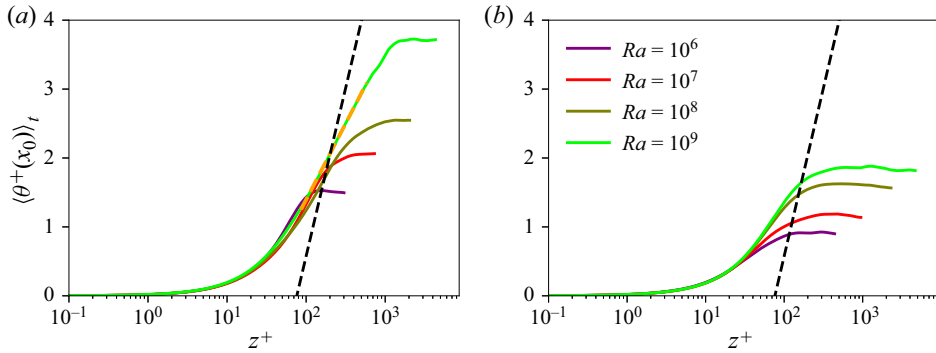 (a)
4
3
2
1
0
⟨θ⁺(x₀)⟩ₜ
10⁻¹ 10⁰ 10¹ 10² 10³
z⁺
(b)
4
3
2
1
0
Ra = 10⁶
Ra = 10⁷
Ra = 10⁸
Ra = 10⁹
10⁻¹ 10⁰ 10¹ 10² 10³
z⁺